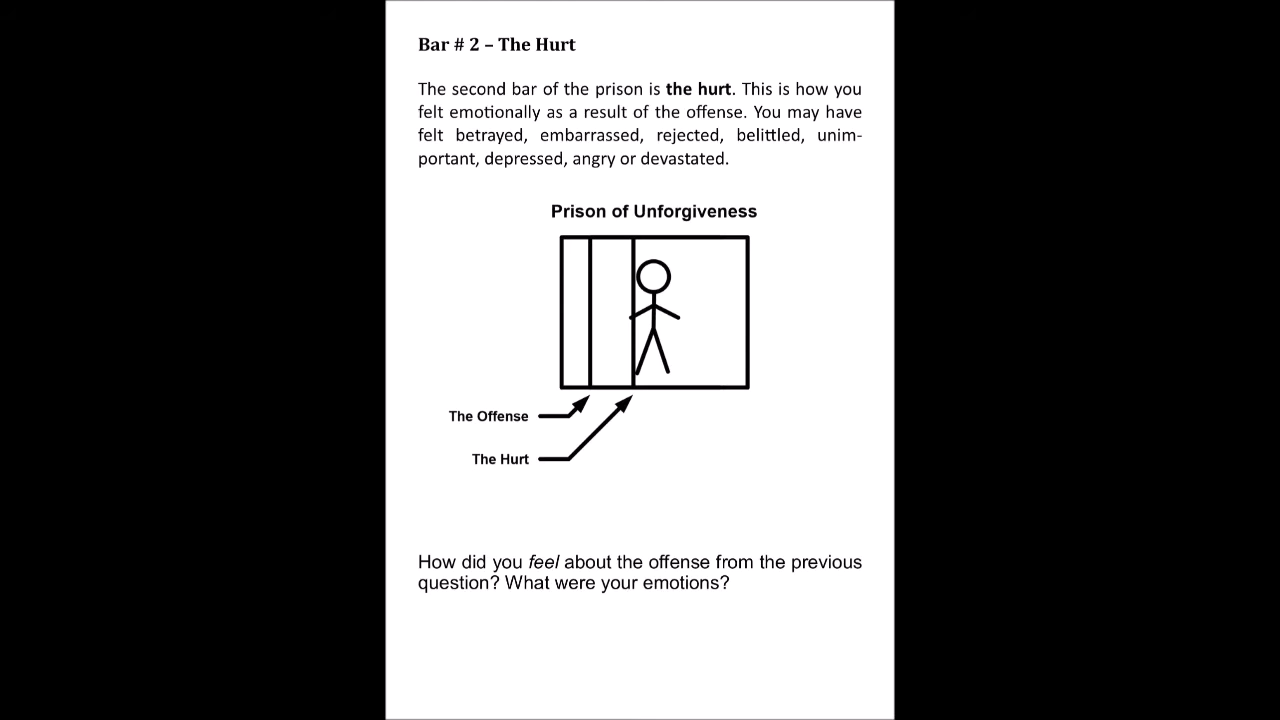 Bar # 2 – The Hurt
The second bar of the prison is the hurt. This is how you
felt emotionally as a result of the offense. You may have
felt betrayed, embarrassed, rejected, belittled, unim-
portant, depressed, angry or devastated.
Prison of Unforgiveness
The Offense
The Hurt
How did you feel about the offense from the previous
question? What were your emotions?